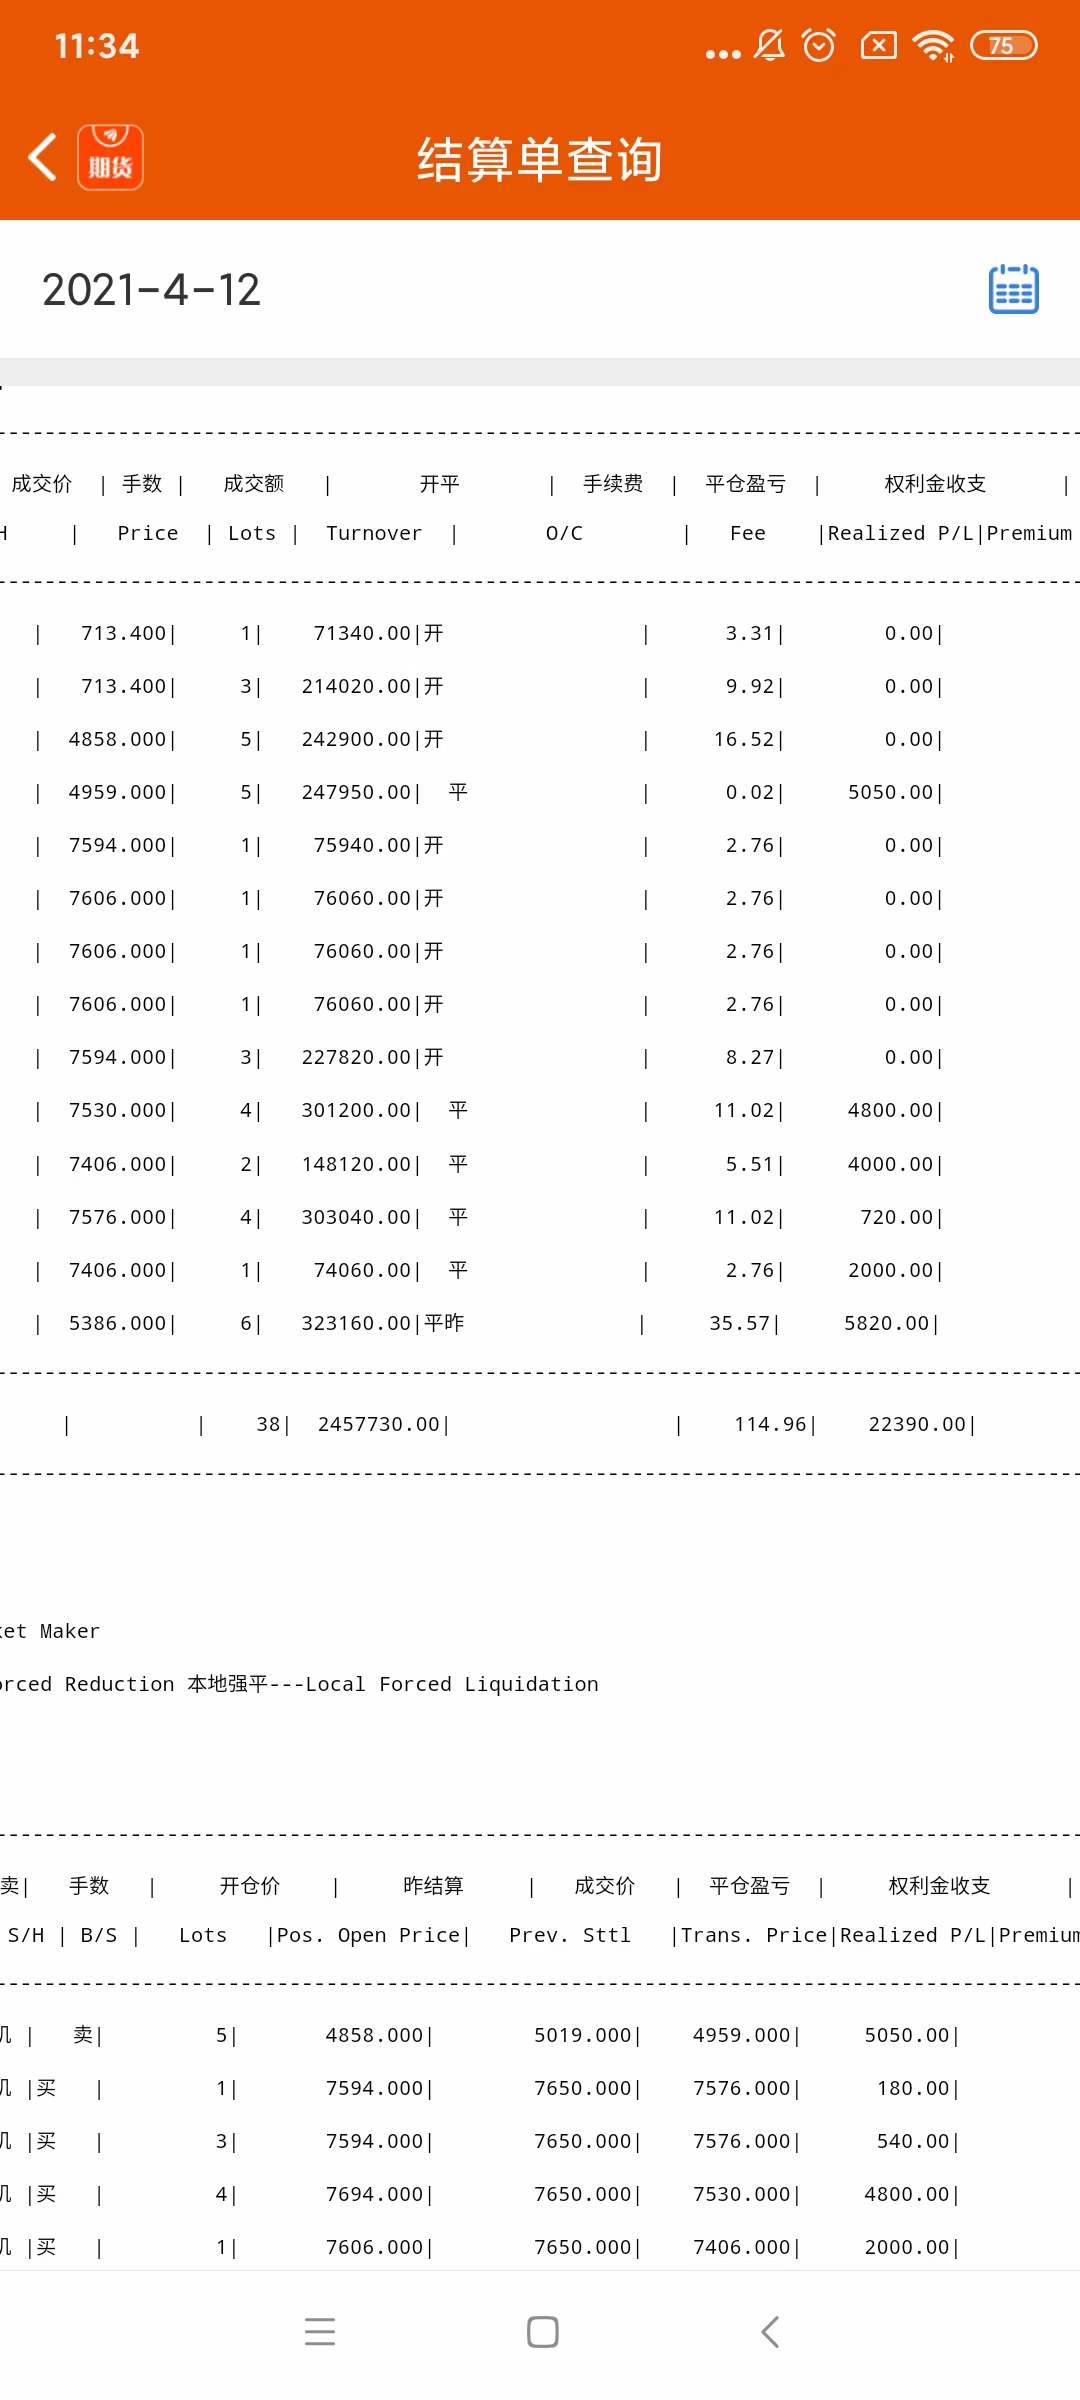 11:34
75
期货
结算单查询
2021-4-12
成交价 | 手数 | 成交额 | 开平 | 手续费 | 平仓盈亏 | 权利金收支 |
| Price | Lots | Turnover | O/C | Fee |Realized P/L|Premium
| 713.400| 1| 71340.00|开 | 3.31| 0.00|
| 713.400| 3| 214020.00|开 | 9.92| 0.00|
| 4858.000| 5| 242900.00|开 | 16.52| 0.00|
| 4959.000| 5| 247950.00| 平 | 0.02| 5050.00|
| 7594.000| 1| 75940.00|开 | 2.76| 0.00|
| 7606.000| 1| 76060.00|开 | 2.76| 0.00|
| 7606.000| 1| 76060.00|开 | 2.76| 0.00|
| 7606.000| 1| 76060.00|开 | 2.76| 0.00|
| 7594.000| 3| 227820.00|开 | 8.27| 0.00|
| 7530.000| 4| 301200.00| 平 | 11.02| 4800.00|
| 7406.000| 2| 148120.00| 平 | 5.51| 4000.00|
| 7576.000| 4| 303040.00| 平 | 11.02| 720.00|
| 7406.000| 1| 74060.00| 平 | 2.76| 2000.00|
| 5386.000| 6| 323160.00|平昨 | 35.57| 5820.00|
| | 38| 2457730.00| | 114.96| 22390.00|
ket Maker
orced Reduction 本地强平---Local Forced Liquidation
卖| 手数 | 开仓价 | 昨结算 | 成交价 | 平仓盈亏 | 权利金收支 |
S/H | B/S | Lots |Pos. Open Price| Prev. Sttl |Trans. Price|Realized P/L|Premium
| 卖| 5| 4858.000| 5019.000| 4959.000| 5050.00|
|买 | 1| 7594.000| 7650.000| 7576.000| 180.00|
|买 | 3| 7594.000| 7650.000| 7576.000| 540.00|
|买 | 4| 7694.000| 7650.000| 7530.000| 4800.00|
|买 | 1| 7606.000| 7650.000| 7406.000| 2000.00|